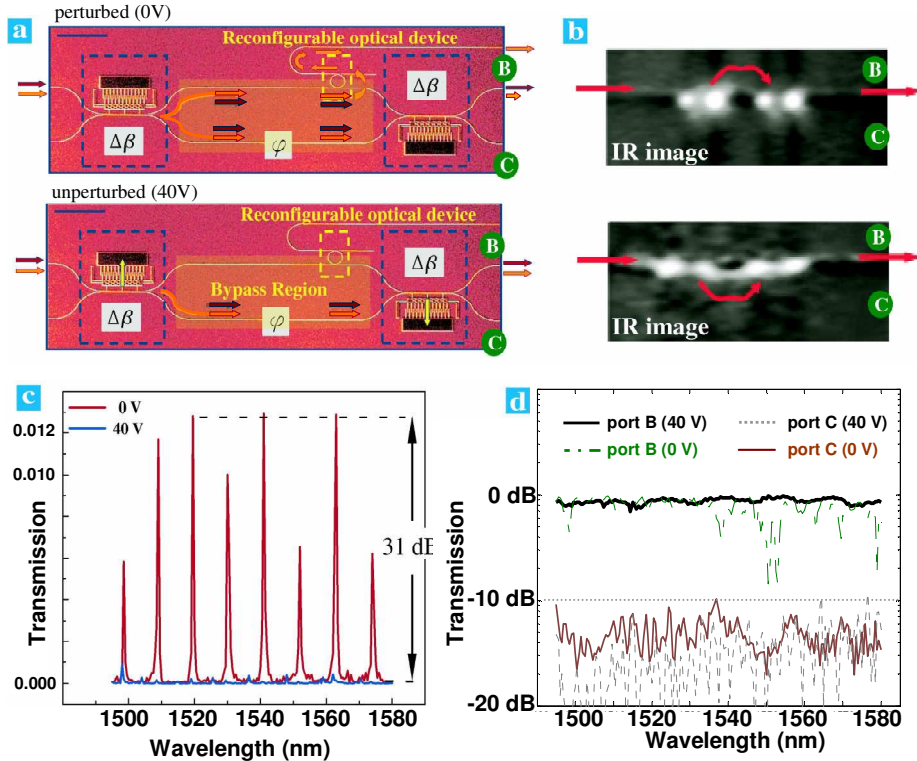 a
perturbed (0V)
Reconfigurable optical device
B
Δβ
Δβ
φ
C
unperturbed (40V)
Reconfigurable optical device
B
Δβ
Bypass Region
Δβ
φ
C
b
B
C
IR image
B
C
IR image
c
0 V
40 V
0.012
0.010
0.000
31 dB
Transmission
1500 1520 1540 1560 1580
Wavelength (nm)
d
port B (40 V) port C (40 V)
port B (0 V) port C (0 V)
0 dB
-10 dB
-20 dB
Transmission
1500 1520 1540 1560 1580
Wavelength (nm)